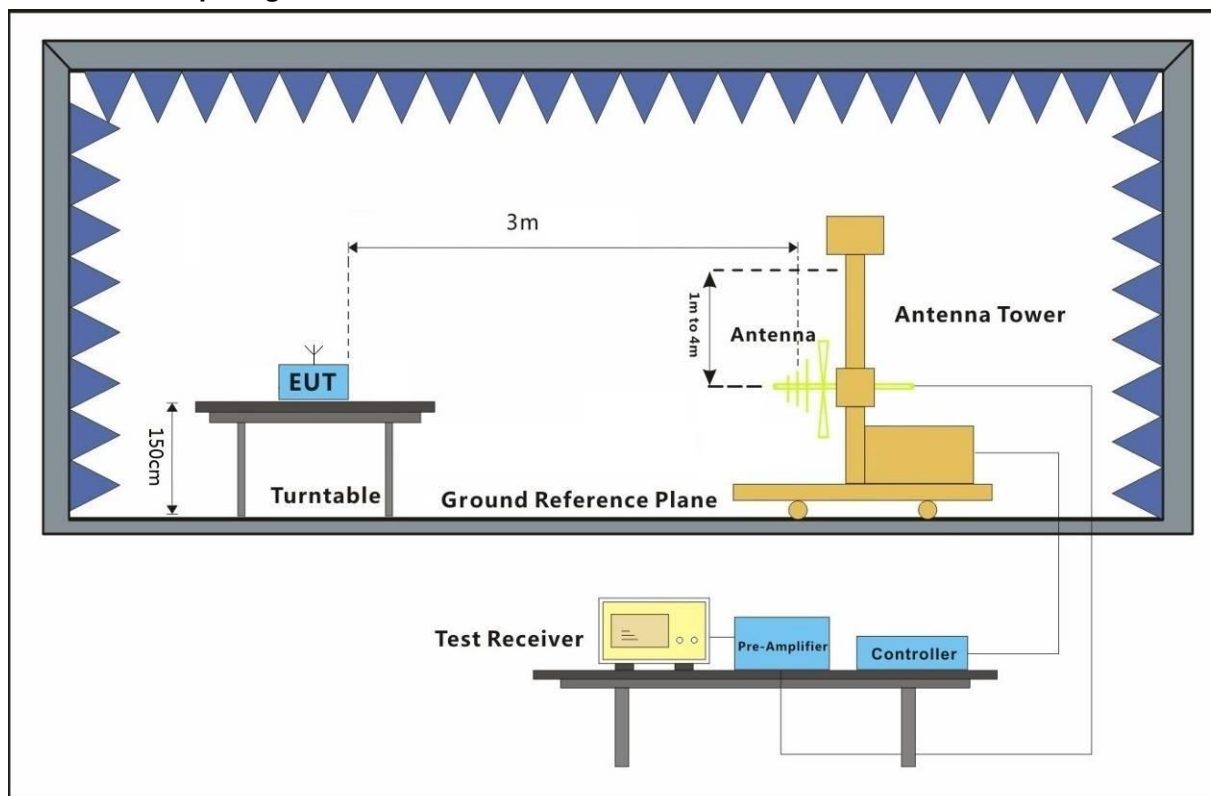 3m
1m to 4m
Antenna
Antenna Tower
EUT
150cm
Turntable
Ground Reference Plane
Test Receiver
Pre-Amplifier
Controller